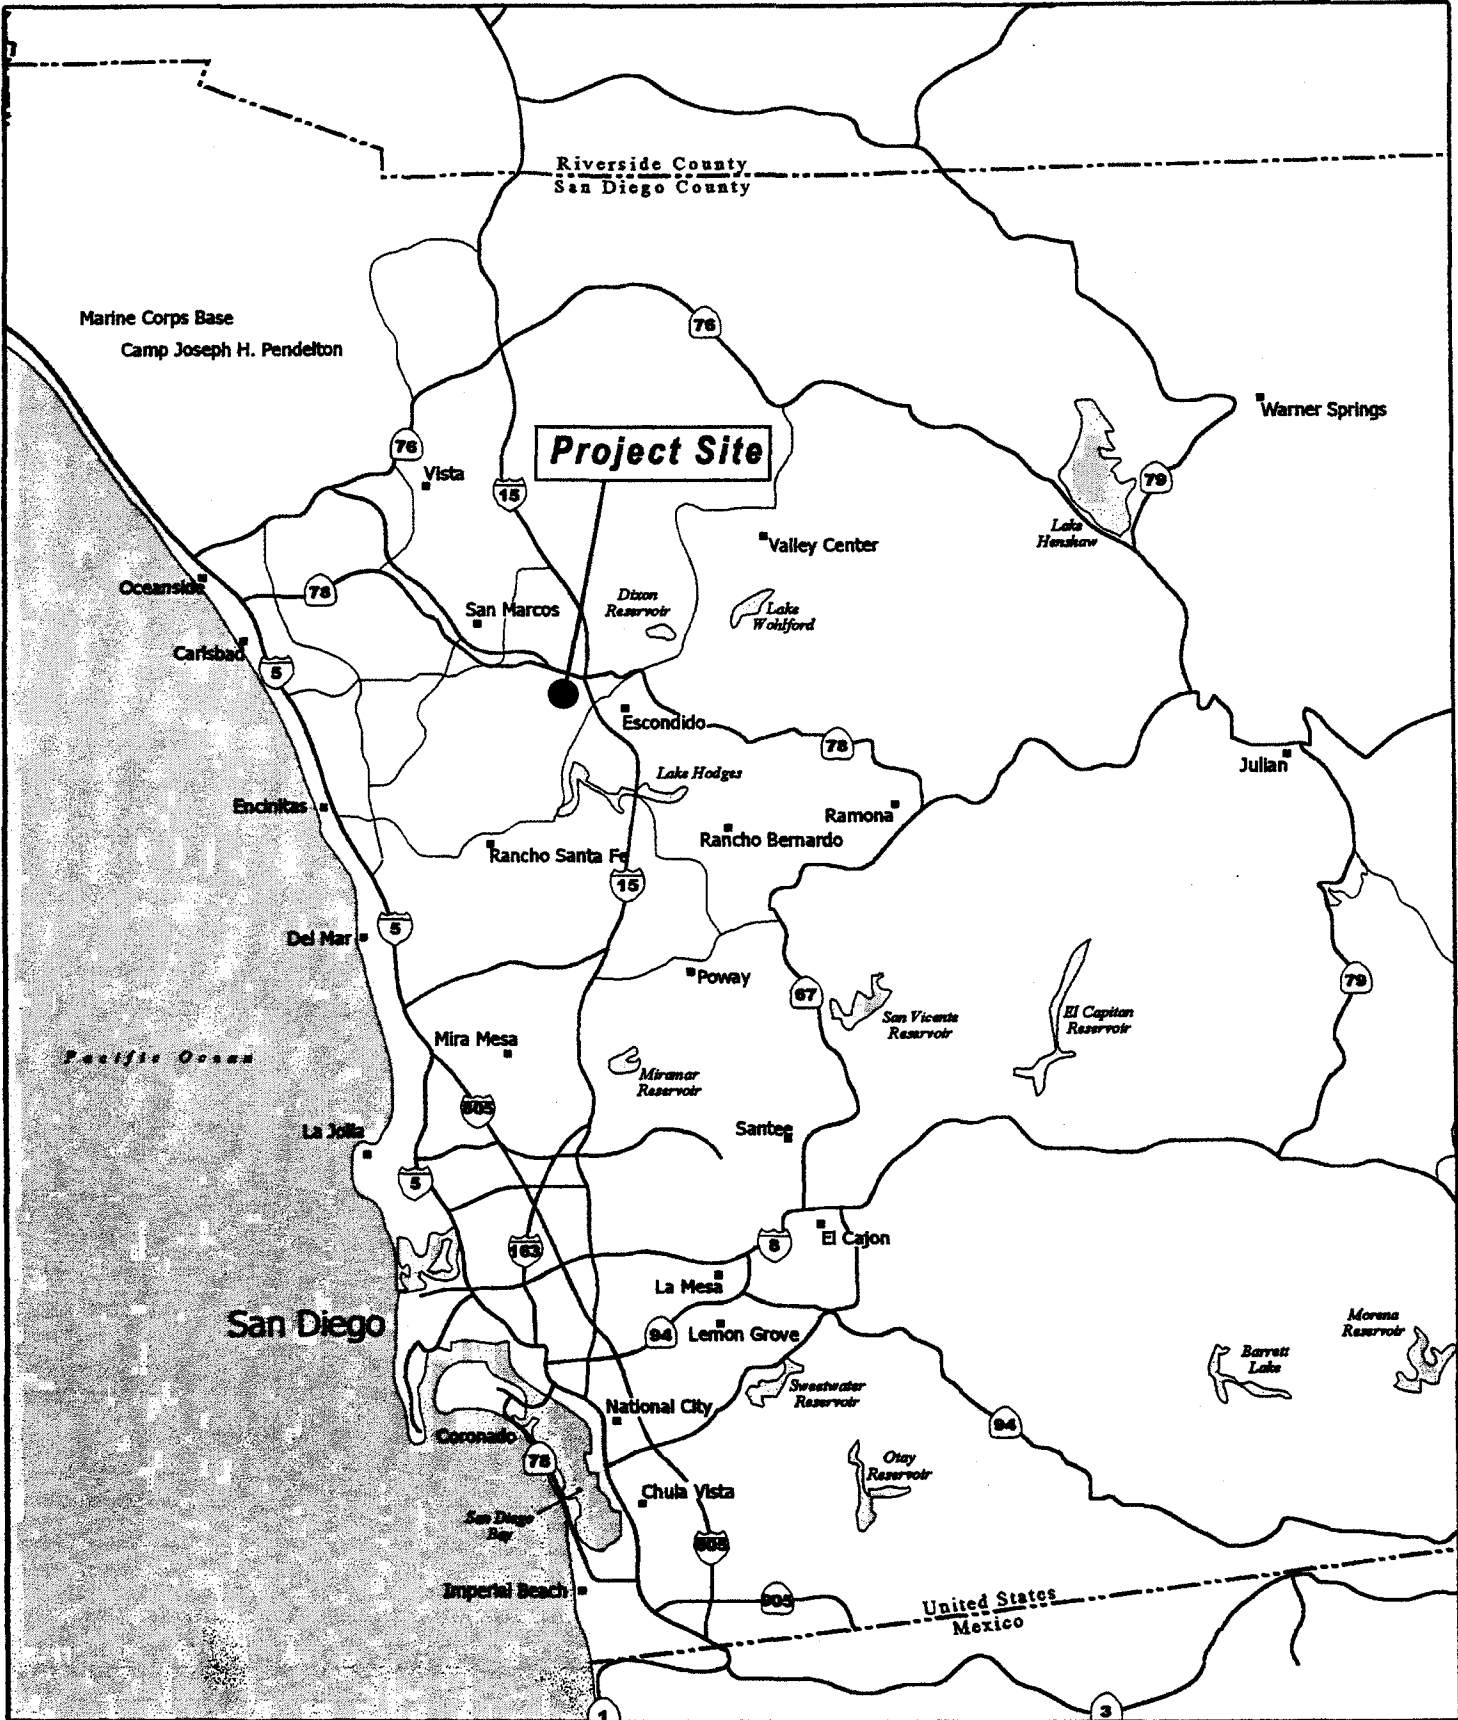 Riverside County
San Diego County
Marine Corps Base
Camp Joseph H. Pendelton
76
Warner Springs
76
Project Site
Vista
15
79
Lake
Henshaw
Valley Center
Oceanside
78
San Marcos
Dixon
Reservoir
Lake
Wohlford
Carlsbad
5
Escondido
78
Julian
Lake Hodges
Encinitas
Ramona
Rancho Bernardo
Rancho Santa Fe
15
5
Del Mar
Poway
67
79
San Vicente
Reservoir
El Capitan
Reservoir
Mira Mesa
Pacific Ocean
Miramar
Reservoir
805
La Jolla
Santee
5
163
8
El Cajon
La Mesa
San Diego
94
Lemon Grove
Morena
Reservoir
Barrett
Lake
Sweetwater
Reservoir
National City
94
Coronado
75
Otay
Reservoir
Chula Vista
San Diego
Bay
805
Imperial Beach
905
United States
Mexico
1
3